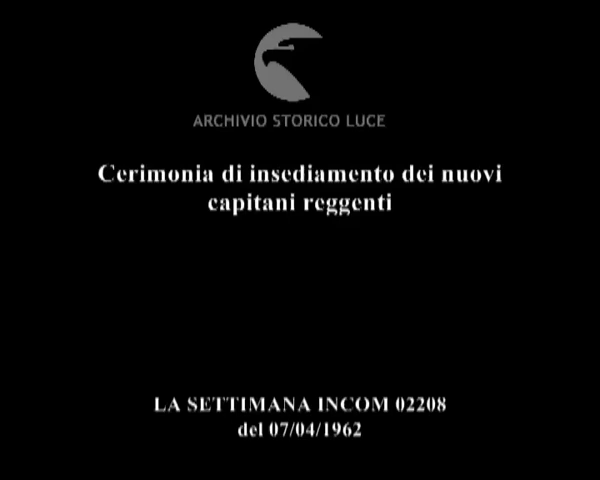 ARCHIVIO STORICO LUCE
Cerimonia di insediamento dei nuovi
capitani reggenti
LA SETTIMANA INCOM 02208
del 07/04/1962